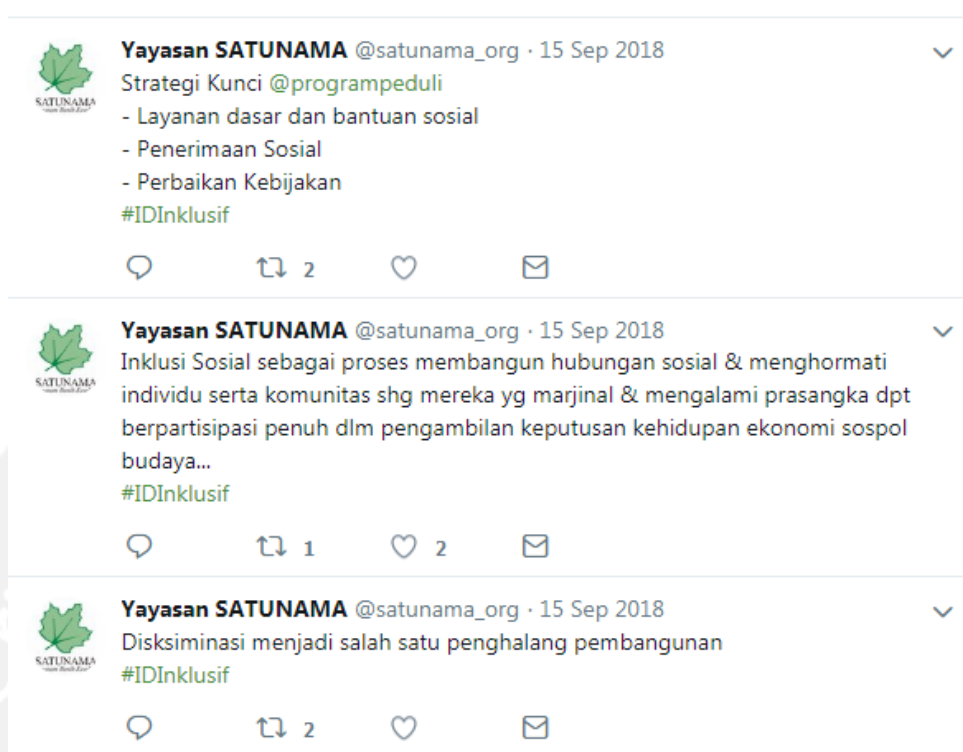 Yayasan SATUNAMA @satunama_org · 15 Sep 2018
SATUNAMA
Strategi Kunci @programpeduli
- Layanan dasar dan bantuan sosial
- Penerimaan Sosial
- Perbaikan Kebijakan
#IDInklusif
2
Yayasan SATUNAMA @satunama_org · 15 Sep 2018
SATUNAMA
Inklusi Sosial sebagai proses membangun hubungan sosial & menghormati
individu serta komunitas shg mereka yg marjinal & mengalami prasangka dpt
berpartisipasi penuh dlm pengambilan keputusan kehidupan ekonomi sospol
budaya...
#IDInklusif
1 2
Yayasan SATUNAMA @satunama_org · 15 Sep 2018
SATUNAMA
Disksiminasi menjadi salah satu penghalang pembangunan
#IDInklusif
2